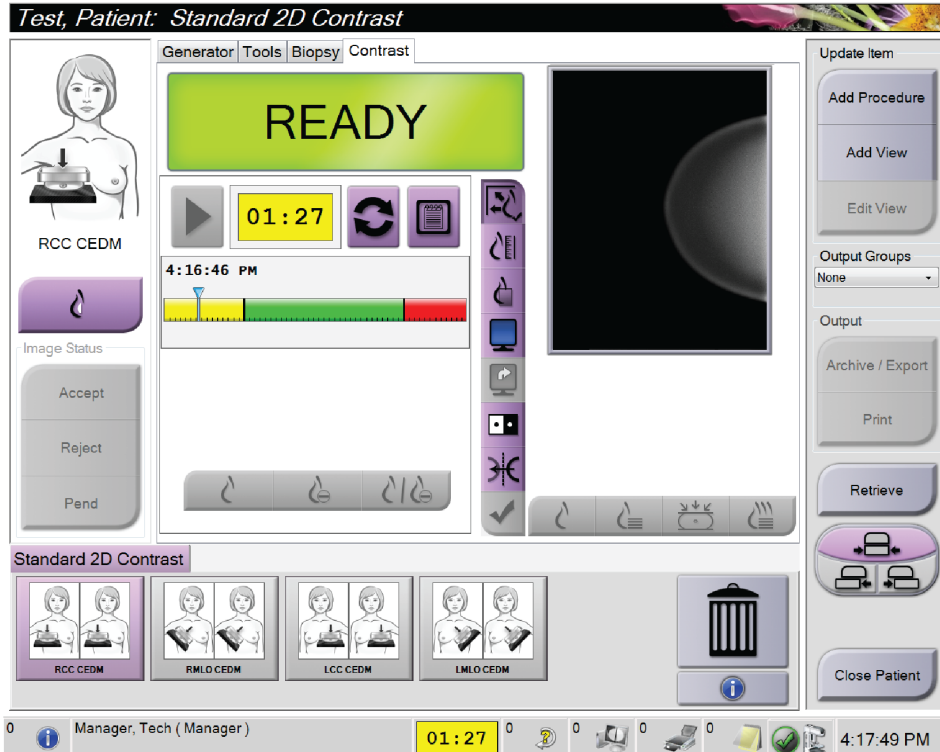 Test, Patient: Standard 2D Contrast
Generator Tools Biopsy Contrast
READY
01:27
4:16:46 PM
RCC CEDM
Image Status
Accept
Reject
Pend
Update Item
Add Procedure
Add View
Edit View
Output Groups
None
Output
Archive / Export
Print
Retrieve
Close Patient
Standard 2D Contrast
RCC CEDM
RMLO CEDM
LCC CEDM
LMLO CEDM
0 Manager, Tech ( Manager ) 01:27 0 0 0 0 4:17:49 PM